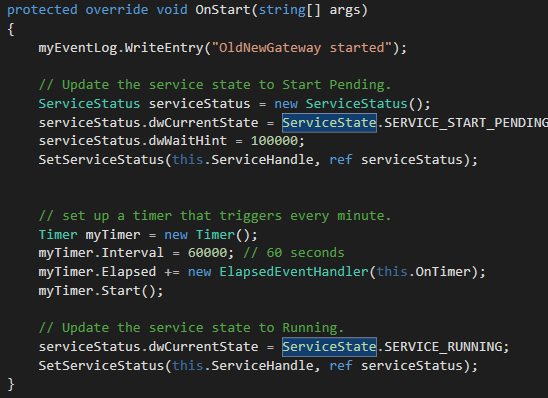 protected override void OnStart(string[] args)
{
myEventLog.WriteEntry("OldNewGateway started");
// Update the service state to Start Pending.
ServiceStatus serviceStatus = new ServiceStatus();
serviceStatus.dwCurrentState = ServiceState.SERVICE_START_PENDING
serviceStatus.dwWaitHint = 100000;
SetServiceStatus(this.ServiceHandle, ref serviceStatus);
// set up a timer that triggers every minute.
Timer myTimer = new Timer();
myTimer.Interval = 60000; // 60 seconds
myTimer.Elapsed += new ElapsedEventHandler(this.OnTimer);
myTimer.Start();
// Update the service state to Running.
serviceStatus.dwCurrentState = ServiceState.SERVICE_RUNNING;
SetServiceStatus(this.ServiceHandle, ref serviceStatus);
}